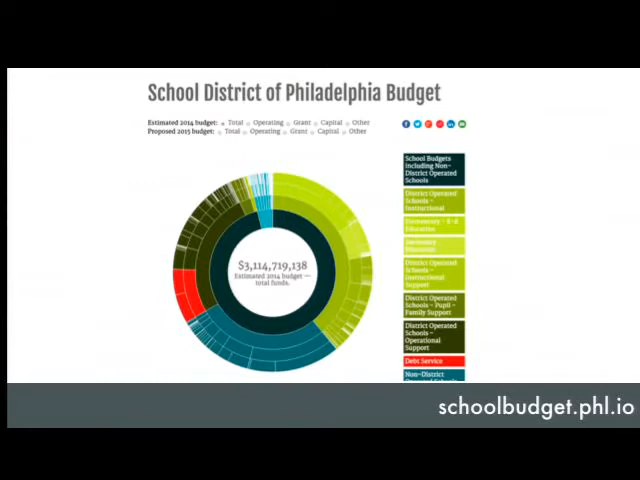 School District of Philadelphia Budget
Estimated 2014 budget: Total Operating Grant Capital Other
Proposed 2015 budget: Total Operating Grant Capital Other
$3,114,719,138
Estimated 2014 budget —
total funds.
School Budgets
including Non-
District Operated
Schools
District Operated
Schools -
Instructional
Elementary - K-8
Education
Secondary
Education
District Operated
Schools -
Instructional
Support
District Operated
Schools - Pupil -
Family Support
District Operated
Schools -
Operational
Support
Debt Service
Non-District
schoolbudget.phl.io